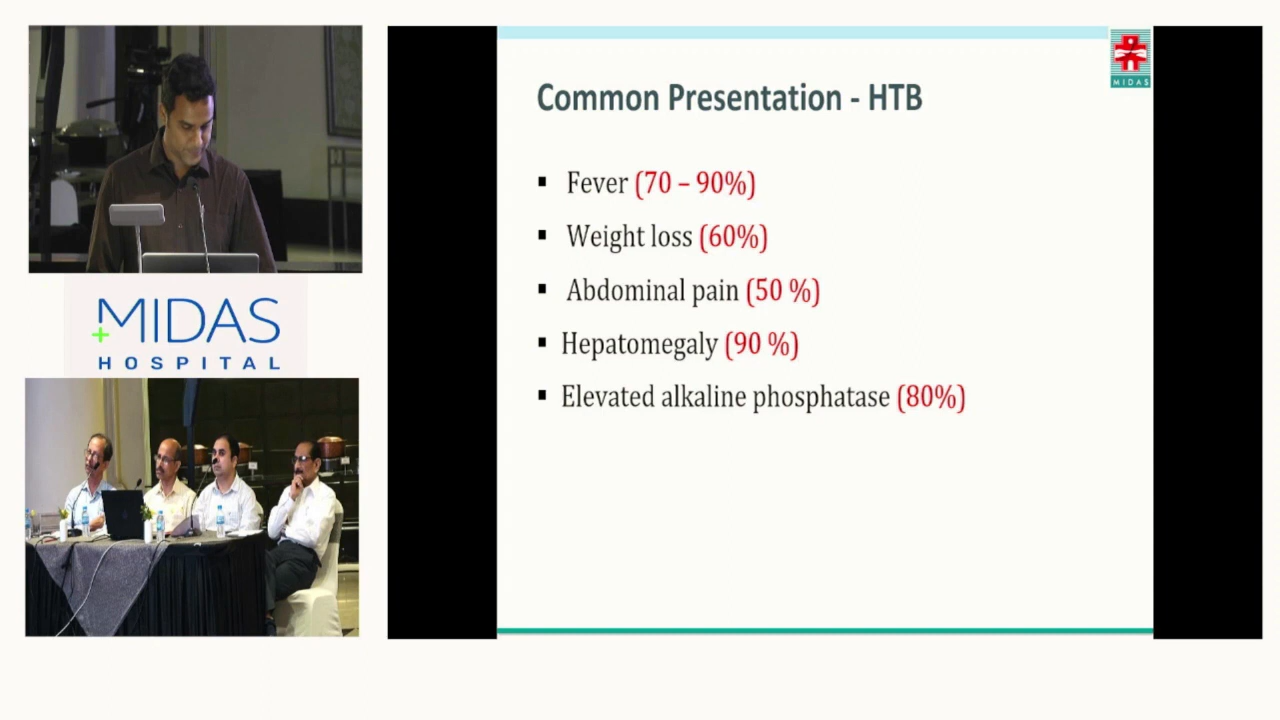 MIDAS
HOSPITAL
MIDAS
Common Presentation - HTB
▪ Fever (70 – 90%)
▪ Weight loss (60%)
▪ Abdominal pain (50 %)
▪ Hepatomegaly (90 %)
▪ Elevated alkaline phosphatase (80%)